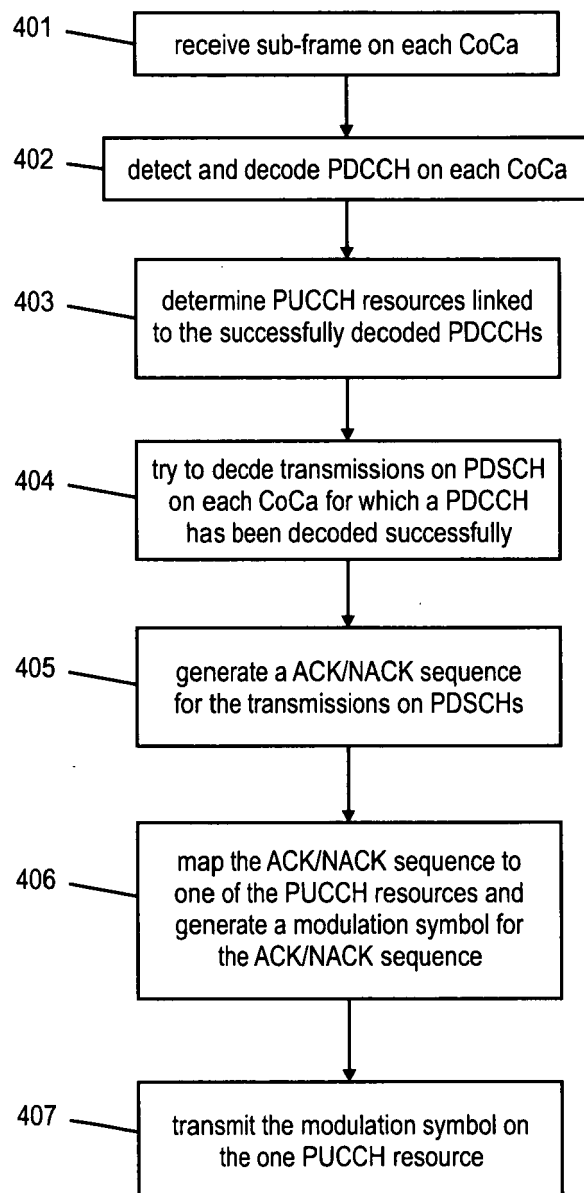 401
receive sub-frame on each CoCa
402
detect and decode PDCCH on each CoCa
403
determine PUCCH resources linked
to the successfully decoded PDCCHs
404
try to decde transmissions on PDSCH
on each CoCa for which a PDCCH
has been decoded successfully
405
generate a ACK/NACK sequence
for the transmissions on PDSCHs
406
map the ACK/NACK sequence to
one of the PUCCH resources and
generate a modulation symbol for
the ACK/NACK sequence
407
transmit the modulation symbol on
the one PUCCH resource